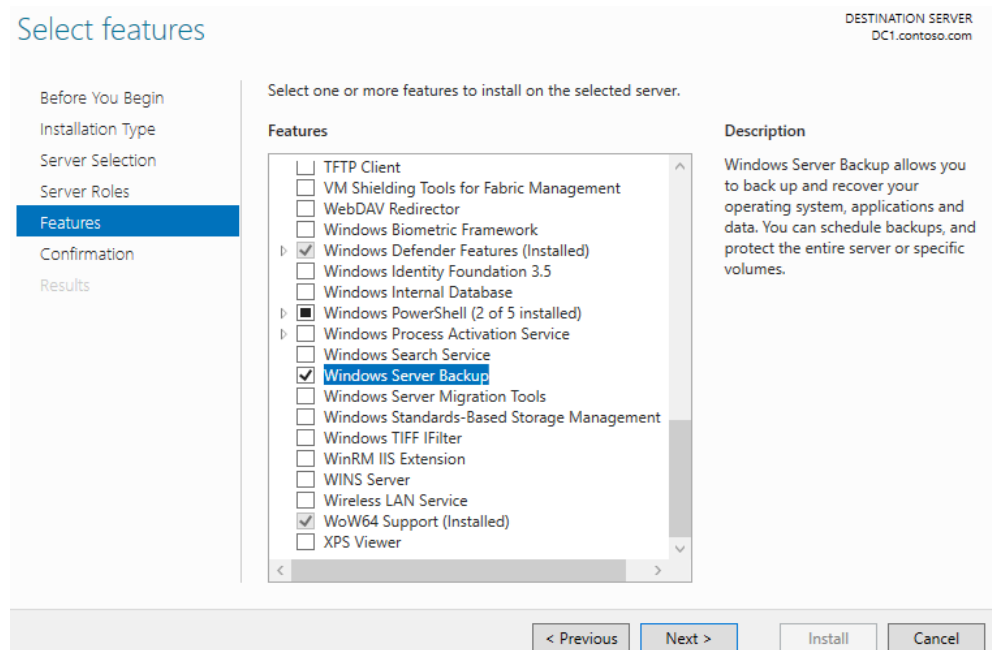 Select features
DESTINATION SERVER
DC1.contoso.com
Before You Begin
Installation Type
Server Selection
Server Roles
Features
Confirmation
Results
Select one or more features to install on the selected server.
Features
TFTP Client
VM Shielding Tools for Fabric Management
WebDAV Redirector
Windows Biometric Framework
Windows Defender Features (Installed)
Windows Identity Foundation 3.5
Windows Internal Database
Windows PowerShell (2 of 5 installed)
Windows Process Activation Service
Windows Search Service
Windows Server Backup
Windows Server Migration Tools
Windows Standards-Based Storage Management
Windows TIFF IFilter
WinRM IIS Extension
WINS Server
Wireless LAN Service
WoW64 Support (Installed)
XPS Viewer
Description
Windows Server Backup allows you
to back up and recover your
operating system, applications and
data. You can schedule backups, and
protect the entire server or specific
volumes.
< Previous
Next >
Install
Cancel